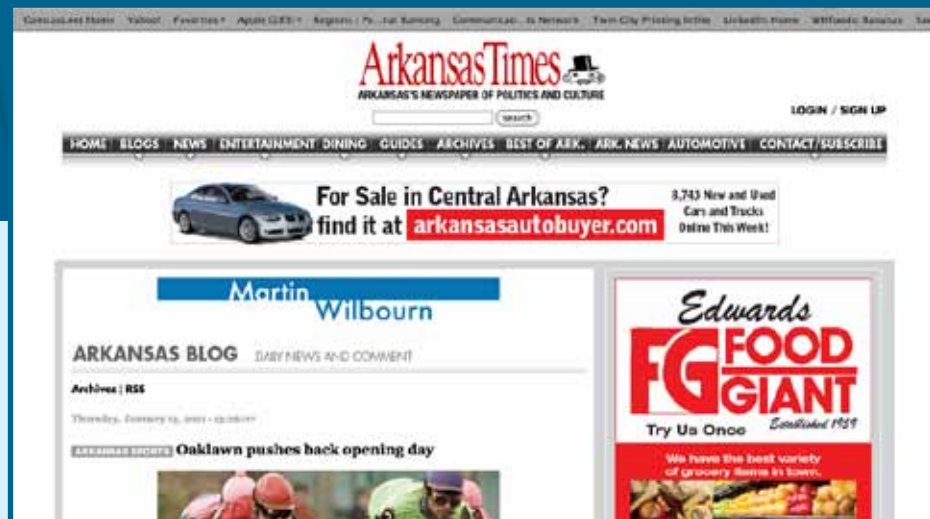 Yahoo!
ArkansasTimes
ARKANSAS'S NEWSPAPER OF POLITICS AND CULTURE
search
LOGIN / SIGN UP
HOME BLOGS NEWS ENTERTAINMENT DINING GUIDES ARCHIVES BEST OF ARK. ARK. NEWS AUTOMOTIVE CONTACT/SUBSCRIBE
For Sale in Central Arkansas?
find it at arkansasautobuyer.com
8,743 New and Used
Cars and Trucks
Online This Week!
Martin
Wilbourn
ARKANSAS BLOG DAILY NEWS AND COMMENT
Archives | RSS
ARKANSAS SPORTS Oaklawn pushes back opening day
Edwards
FG FOOD
GIANT
Try Us Once Established 1959
We have the best variety
of grocery items in town.